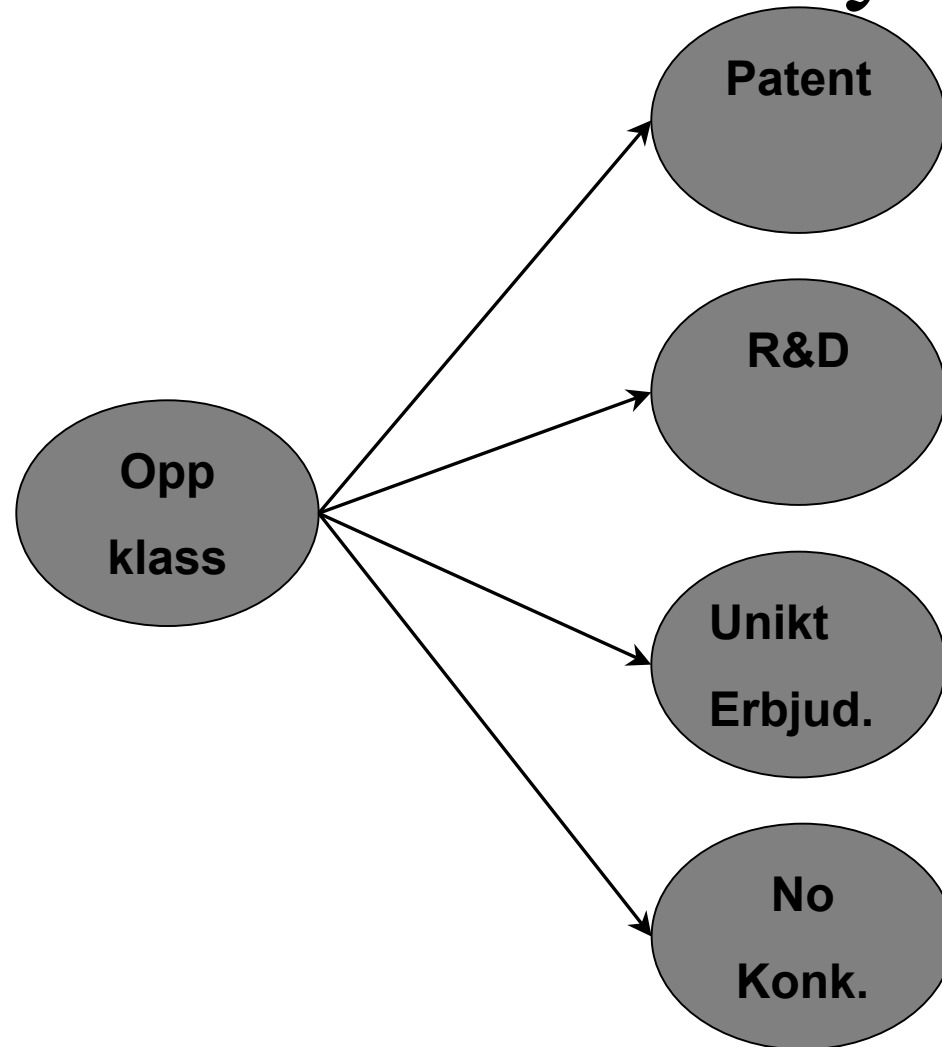 Patent
R&D
Opp
klass
Unikt
Erbjud.
No
Konk.